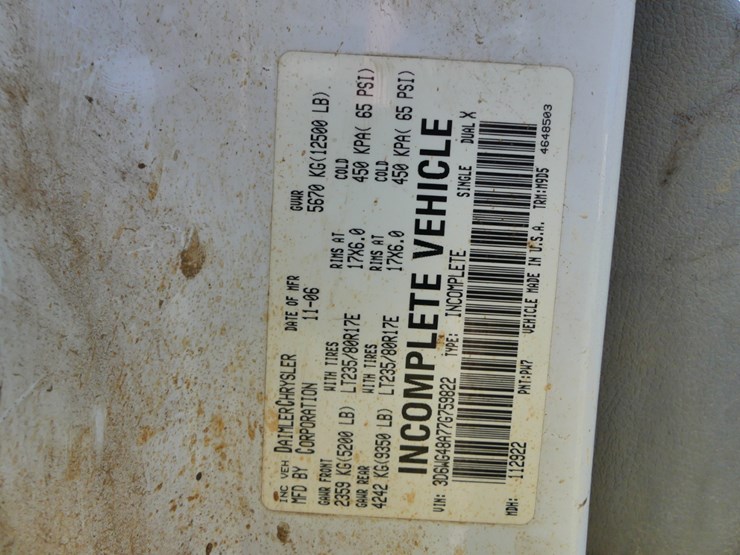 INC VEH DAIMLERCHRYSLER DATE OF MFR GVWR
MFD BY CORPORATION 11-06 5670 KG(12500 LB)
GAWR FRONT WITH TIRES RIMS AT COLD
2359 KG(5200 LB) LT235/80R17E 17X6.0 450 KPA( 65 PSI)
GAWR REAR WITH TIRES RIMS AT COLD
4242 KG(9350 LB) LT235/80R17E 17X6.0 450 KPA( 65 PSI)
INCOMPLETE VEHICLE
VIN: 3D6WG48A77G759822 TYPE: INCOMPLETE SINGLE DUAL X
MDH: 112922 PNT:PW7 VEHICLE MADE IN U.S.A. TRM:M9D5 4648503